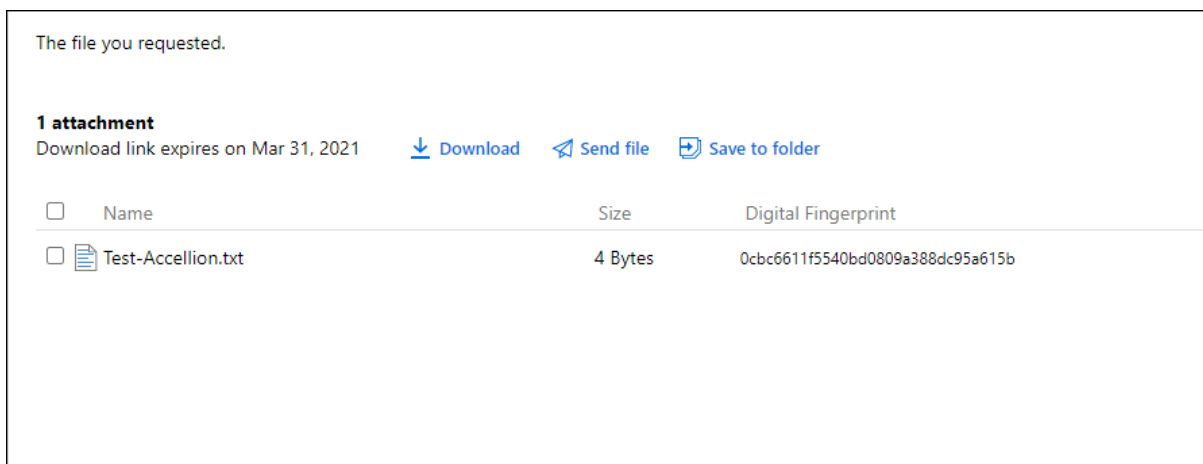 The file you requested.
1 attachment
Download link expires on Mar 31, 2021 Download Send file Save to folder
Name Size Digital Fingerprint
Test-Accellion.txt 4 Bytes 0cbc6611f5540bd0809a388dc95a615b